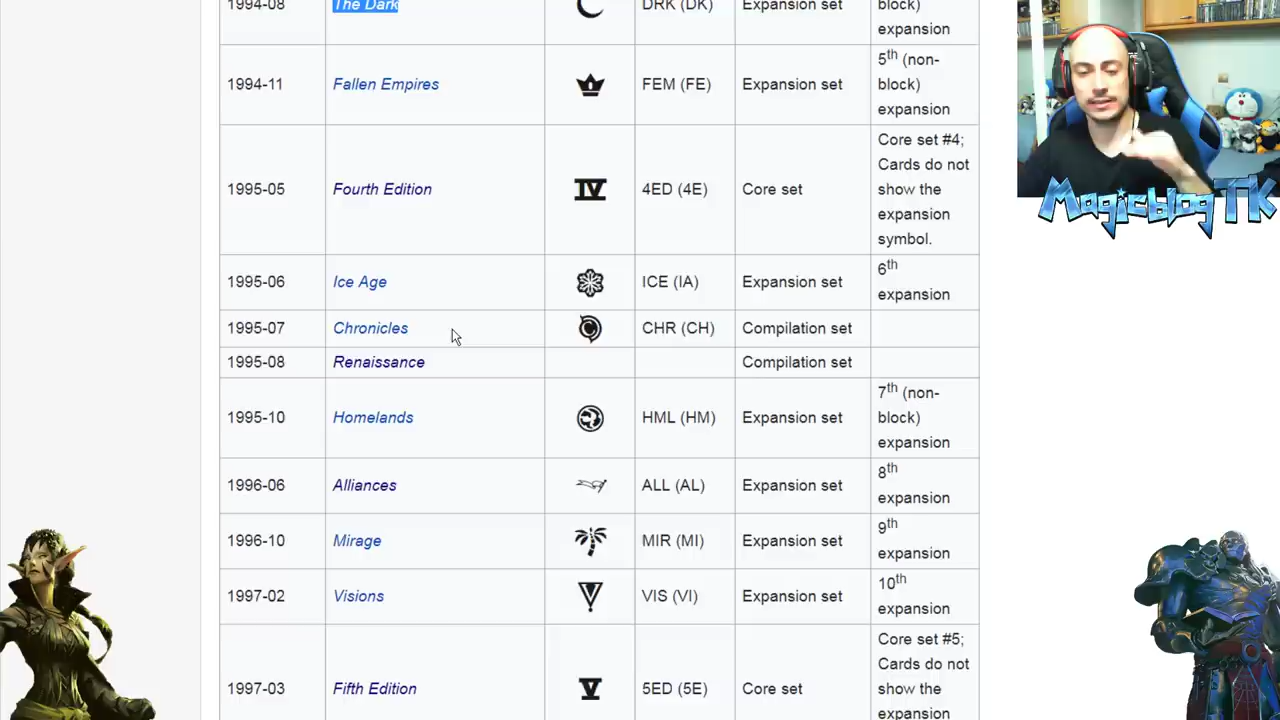 1994-08 The Dark DRK (DK) Expansion set block)
expansion
5th (non-
1994-11 Fallen Empires FEM (FE) Expansion set block)
expansion
Core set #4;
Cards do not
1995-05 Fourth Edition IV 4ED (4E) Core set show the
expansion
symbol.
1995-06 Ice Age ICE (IA) Expansion set 6th
expansion
1995-07 Chronicles C CHR (CH) Compilation set
1995-08 Renaissance Compilation set
7th (non-
1995-10 Homelands HML (HM) Expansion set block)
expansion
1996-06 Alliances ALL (AL) Expansion set 8th
expansion
1996-10 Mirage MIR (MI) Expansion set 9th
expansion
1997-02 Visions VIS (VI) Expansion set 10th
expansion
Core set #5;
Cards do not
1997-03 Fifth Edition V 5ED (5E) Core set show the
expansion
Magicblog TK